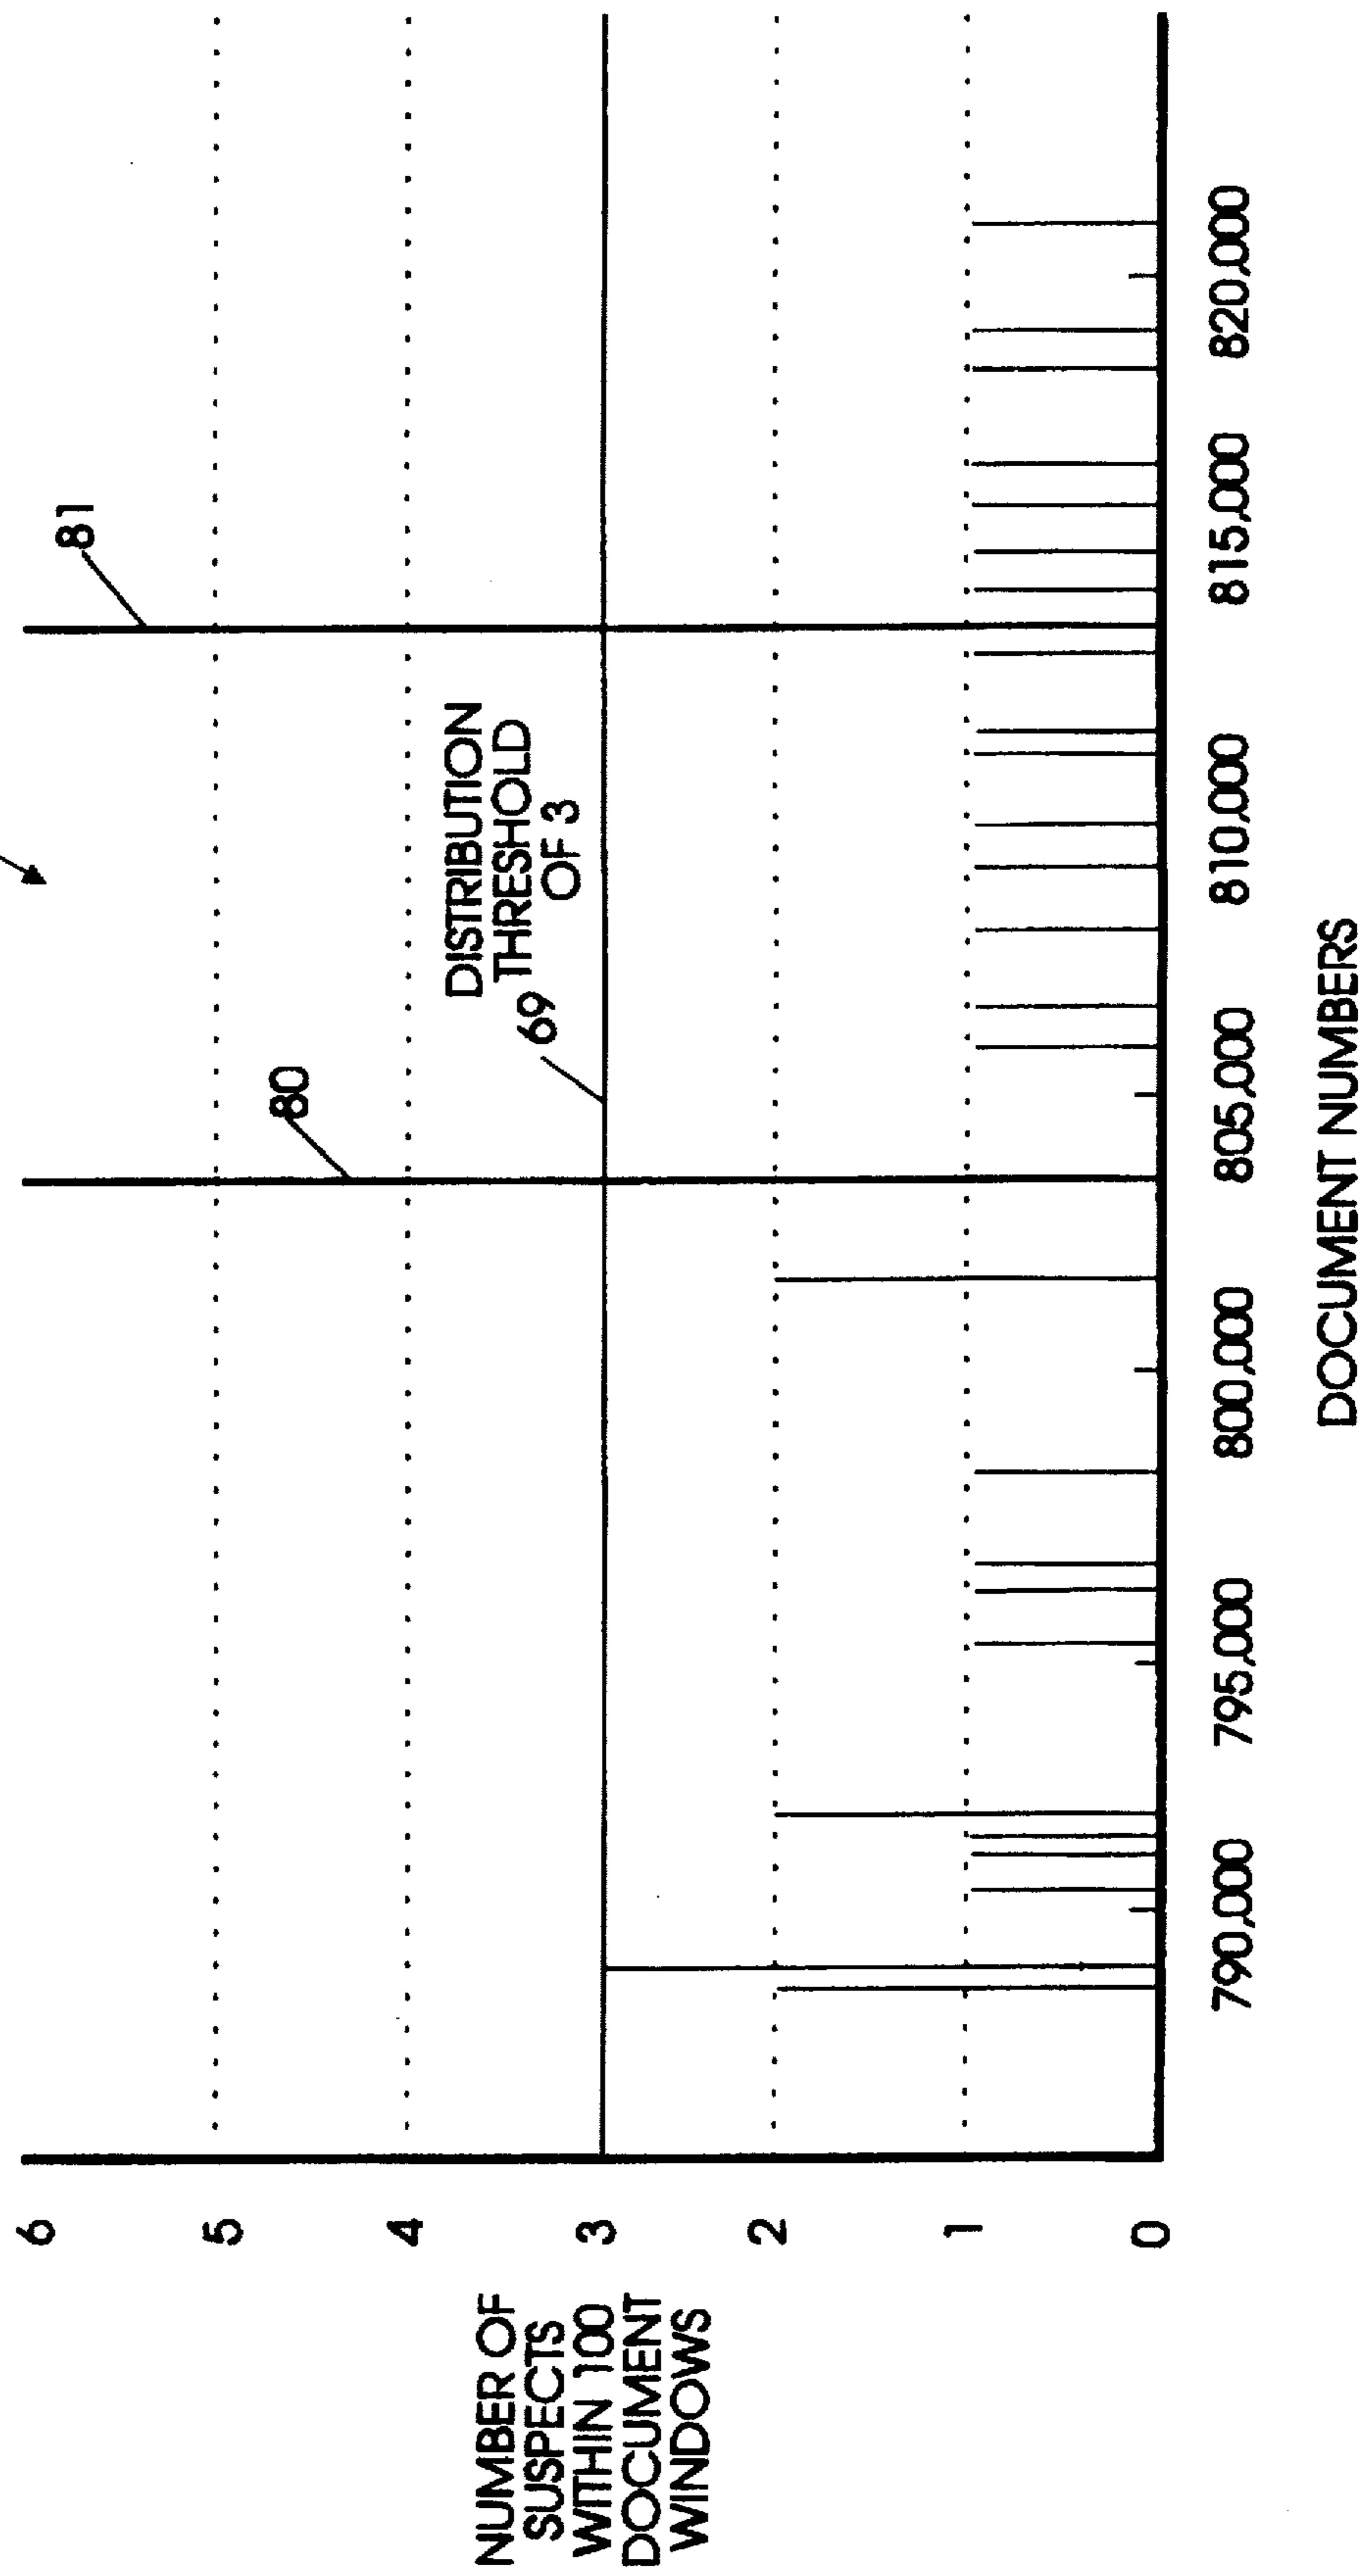 6
5
4
3
2
1
0
NUMBER OF
SUSPECTS
WITHIN 100
DOCUMENT
WINDOWS
80
81
69
DISTRIBUTION
THRESHOLD
OF 3
790,000
795,000
800,000
805,000
810,000
815,000
820,000
DOCUMENT NUMBERS